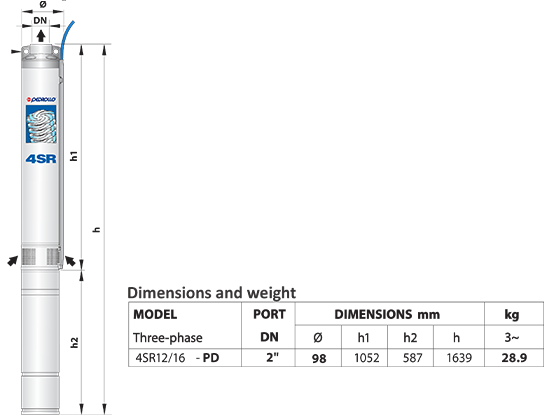 Ø
DN
PEDROLLO
4SR
h1
h
h2
Dimensions and weight
MODEL PORT DIMENSIONS mm kg
Three-phase DN Ø h1 h2 h 3~
4SR12/16 - PD 2" 98 1052 587 1639 28.9